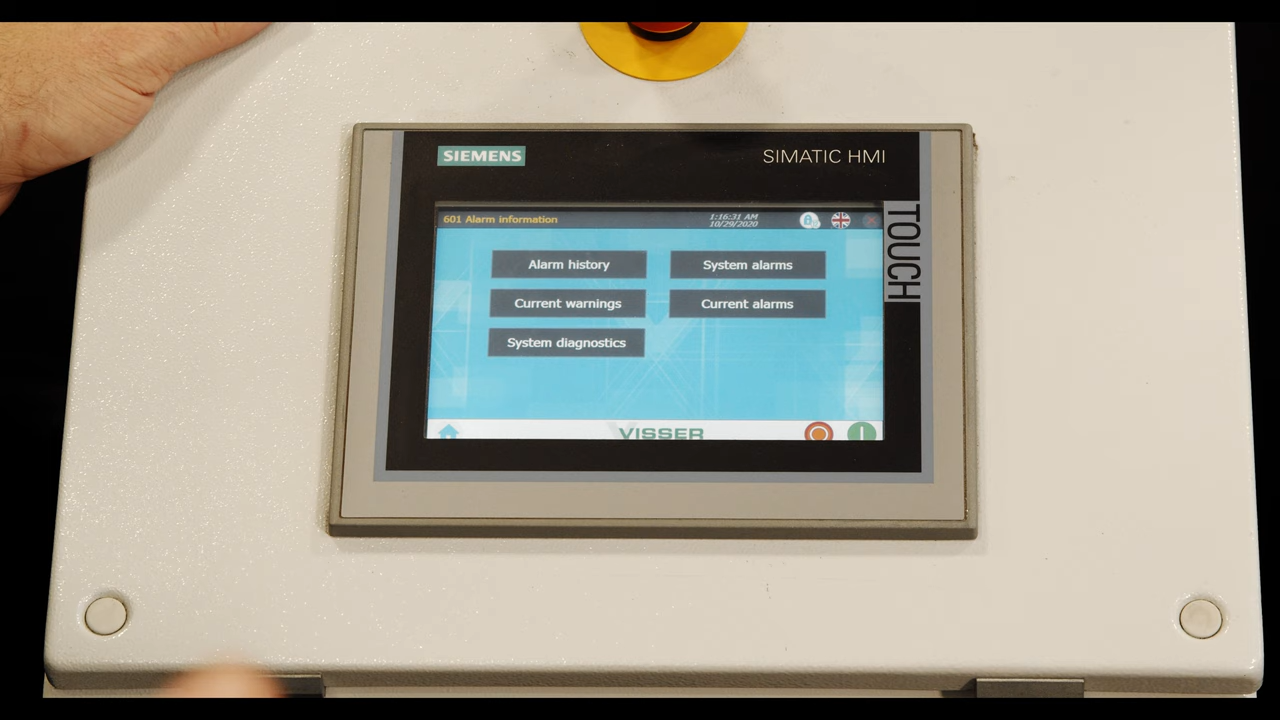 SIEMENS
SIMATIC HMI
TOUCH
601 Alarm information
1:16:31 AM
10/29/2020
Alarm history
System alarms
Current warnings
Current alarms
System diagnostics
VISSER